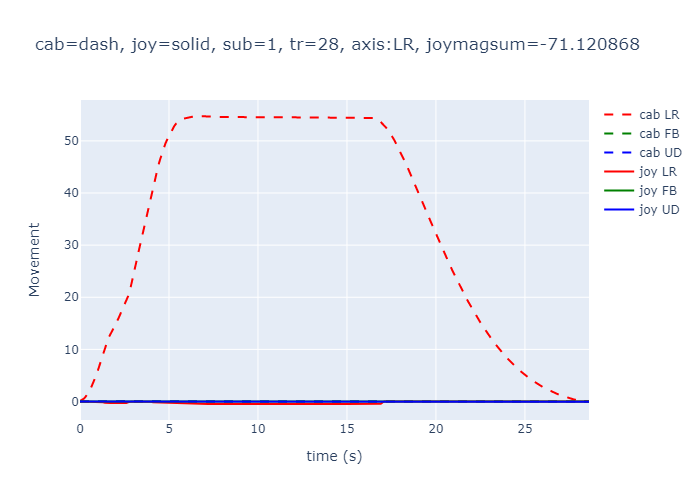 cab=dash, joy=solid, sub=1, tr=28, axis:LR, joymagsum=-71.120868
Movement
50
40
30
20
10
0
0 5 10 15 20 25
time (s)
cab LR
cab FB
cab UD
joy LR
joy FB
joy UD